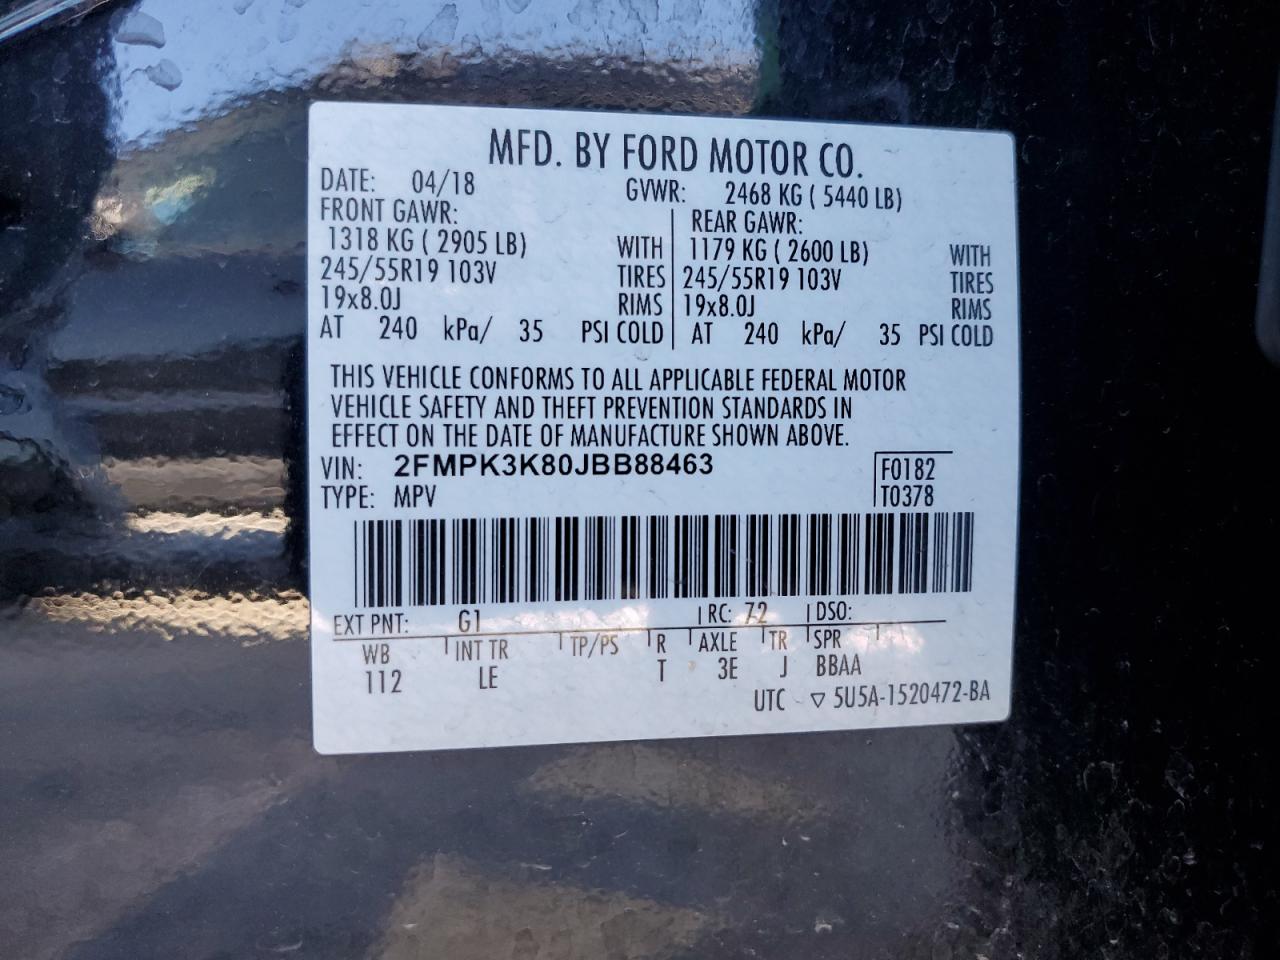 MFD. BY FORD MOTOR CO.
DATE: 04/18 GVWR: 2468 KG ( 5440 LB)
FRONT GAWR: REAR GAWR:
1318 KG ( 2905 LB) WITH 1179 KG ( 2600 LB) WITH
245/55R19 103V TIRES 245/55R19 103V TIRES
19x8.0J RIMS 19x8.0J RIMS
AT 240 kPa/ 35 PSI COLD AT 240 kPa/ 35 PSI COLD
THIS VEHICLE CONFORMS TO ALL APPLICABLE FEDERAL MOTOR
VEHICLE SAFETY AND THEFT PREVENTION STANDARDS IN
EFFECT ON THE DATE OF MANUFACTURE SHOWN ABOVE.
VIN: 2FMPK3K80JBB88463 F0182
TYPE: MPV T0378
EXT PNT: G1 RC: 72 DSO:
WB INT TR TP/PS R AXLE TR SPR
112 LE T 3E J BBAA
UTC ▽ 5U5A-1520472-BA